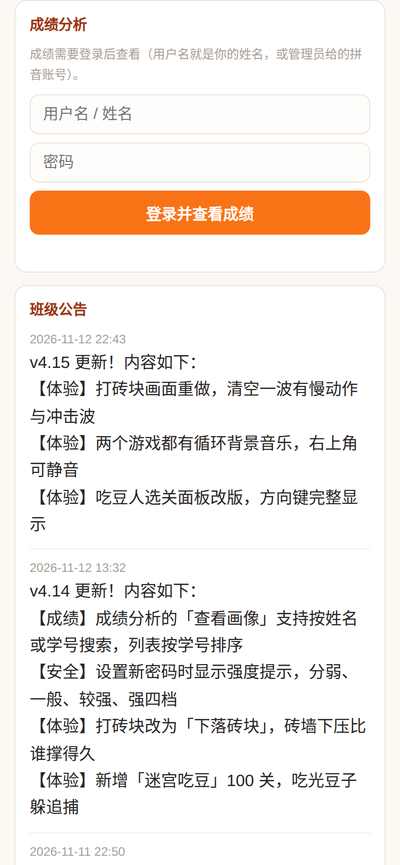 成绩分析
成绩需要登录后查看（用户名就是你的姓名，或管理员给的拼
音账号）。
用户名 / 姓名
密码
登录并查看成绩
班级公告
2026-11-12 22:43
v4.15 更新！内容如下：
【体验】打砖块画面重做，清空一波有慢动作
与冲击波
【体验】两个游戏都有循环背景音乐，右上角
可静音
【体验】吃豆人选关面板改版，方向键完整显
示
2026-11-12 13:32
v4.14 更新！内容如下：
【成绩】成绩分析的「查看画像」支持按姓名
或学号搜索，列表按学号排序
【安全】设置新密码时显示强度提示，分弱、
一般、较强、强四档
【体验】打砖块改为「下落砖块」，砖墙下压比
谁撑得久
【体验】新增「迷宫吃豆」100 关，吃光豆子
躲追捕
2026-11-11 22:50